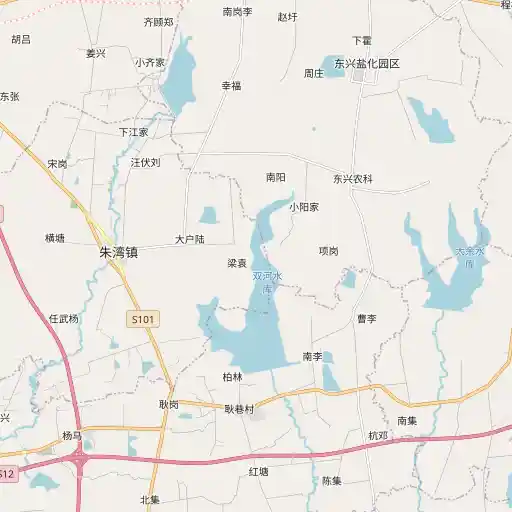 程
齐顾郑
南岗李
赵圩
胡吕
下霍
姜兴
小齐家
周庄
东兴盐化园区
幸福
东张
下江家
宋岗
汪伏刘
南阳
东兴农科
小阳家
横塘
大户陆
朱湾镇
项岗
梁袁
双河水
库
大余水
库
任武杨
S101
曹李
南李
柏林
耿岗
耿巷村
兴
南集
杨马
杭邓
S12
红塘
北集
陈集